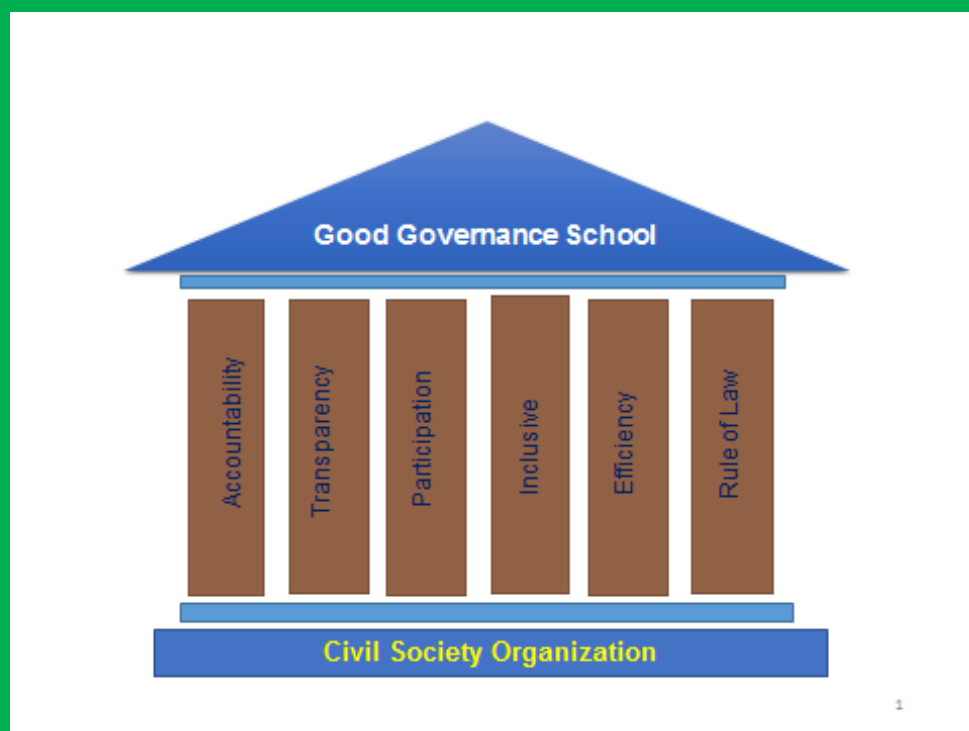 Good Governance School
Accountability
Transparency
Participation
Inclusive
Efficiency
Rule of Law
Civil Society Organization
1